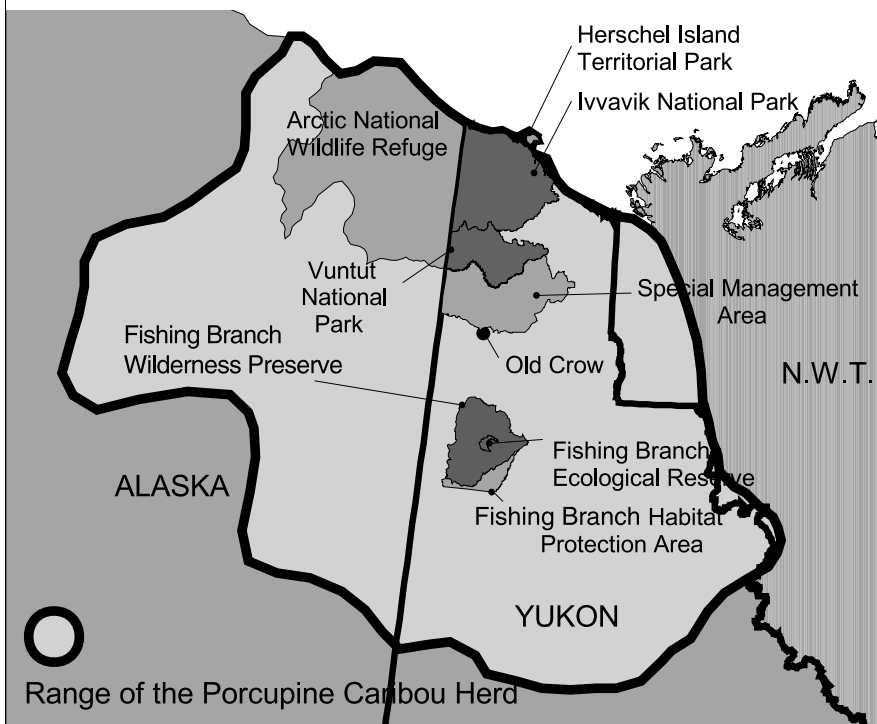 Herschel Island
Territorial Park
Ivvavik National Park
Arctic National
Wildlife Refuge
Vuntut
National
Park
Special Management
Area
Fishing Branch
Wilderness Preserve
Old Crow
N.W.T.
Fishing Branch
Ecological Reserve
ALASKA
Fishing Branch Habitat
Protection Area
YUKON
Range of the Porcupine Caribou Herd